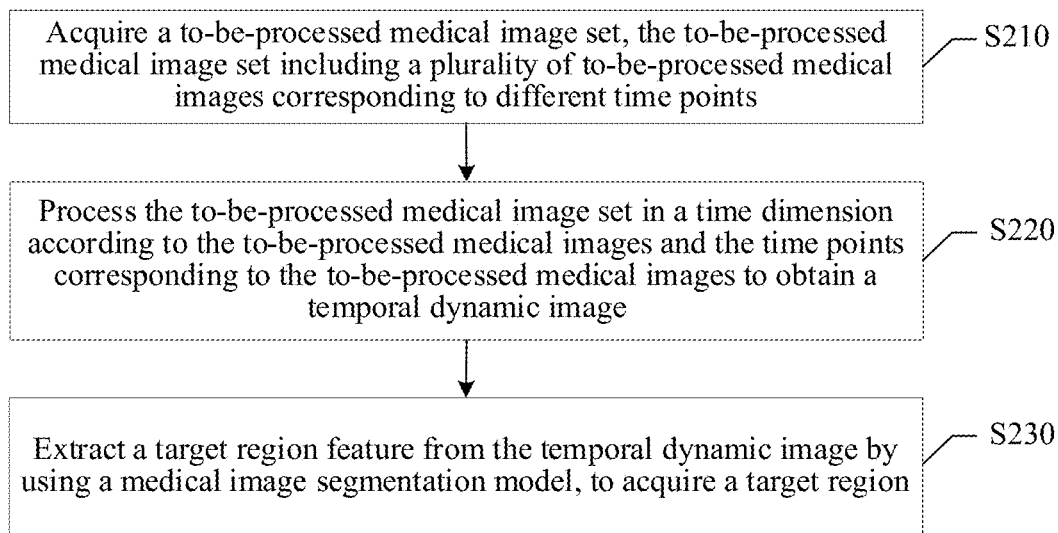 Acquire a to-be-processed medical image set, the to-be-processed
medical image set including a plurality of to-be-processed medical
images corresponding to different time points
S210
Process the to-be-processed medical image set in a time dimension
according to the to-be-processed medical images and the time points
corresponding to the to-be-processed medical images to obtain a
temporal dynamic image
S220
Extract a target region feature from the temporal dynamic image by
using a medical image segmentation model, to acquire a target region
S230